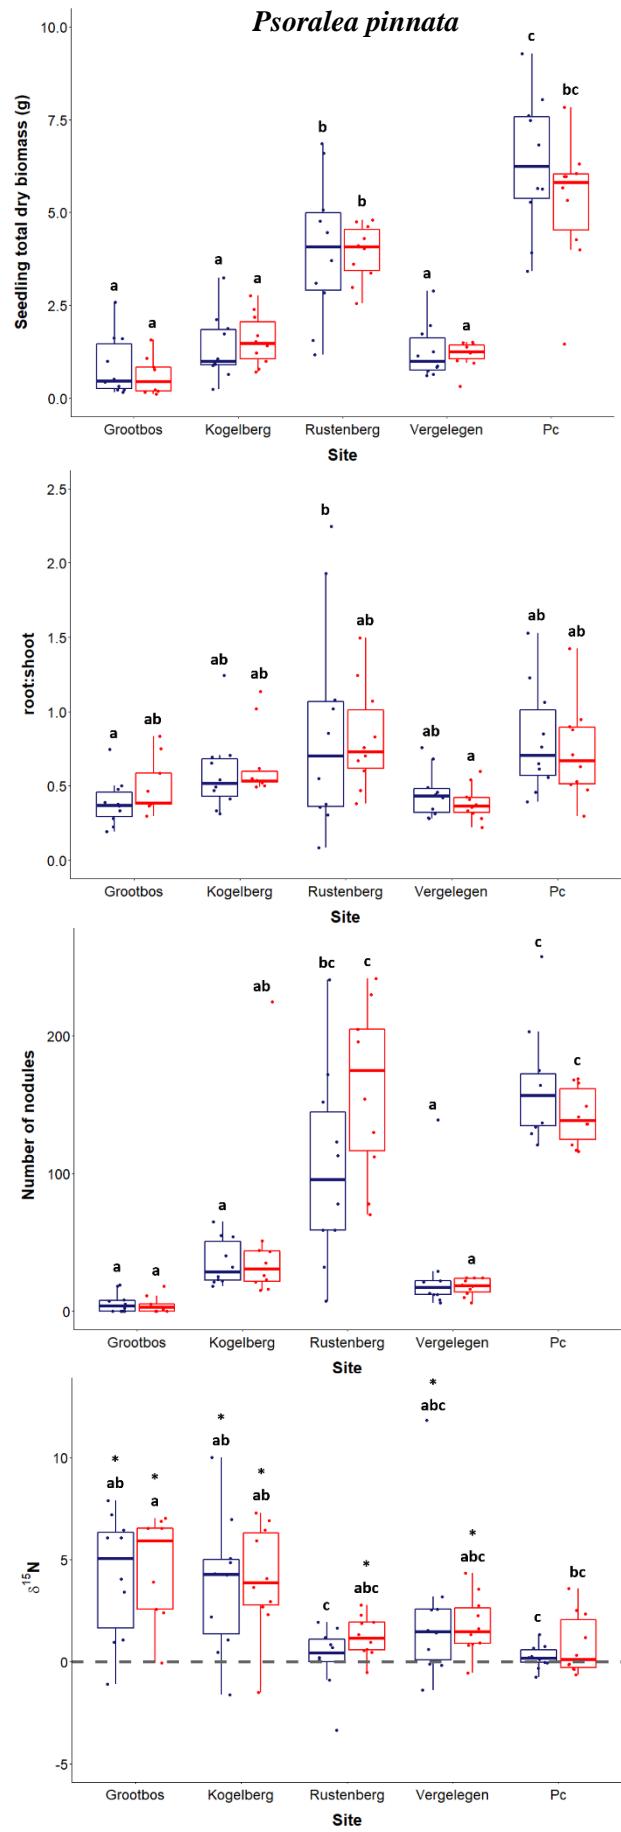 Psoralea pinnata
Seedling total dry biomass (g)
10.0
7.5
5.0
2.5
0.0
a
a
a
a
b
b
a
a
c
bc
Grootbos Kogelberg Rustenberg Vergelegen Pc
Site
root:shoot
2.5
2.0
1.5
1.0
0.5
0.0
a
ab
ab
ab
b
ab
ab
a
ab
ab
Grootbos Kogelberg Rustenberg Vergelegen Pc
Site
Number of nodules
200
100
0
a
a
a
ab
bc
c
a
a
c
c
Grootbos Kogelberg Rustenberg Vergelegen Pc
Site
δ15N
10
5
0
-5
*
ab
*
a
*
ab
*
ab
c
*
abc
*
abc
*
abc
c
bc
Grootbos Kogelberg Rustenberg Vergelegen Pc
Site